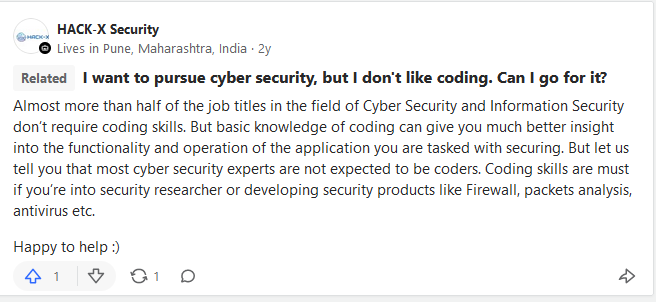 HACK-X Security
HACK-X
Lives in Pune, Maharashtra, India · 2y
Related I want to pursue cyber security, but I don't like coding. Can I go for it?
Almost more than half of the job titles in the field of Cyber Security and Information Security
don't require coding skills. But basic knowledge of coding can give you much better insight
into the functionality and operation of the application you are tasked with securing. But let us
tell you that most cyber security experts are not expected to be coders. Coding skills are must
if you're into security researcher or developing security products like Firewall, packets analysis,
antivirus etc.
Happy to help :)
1 1